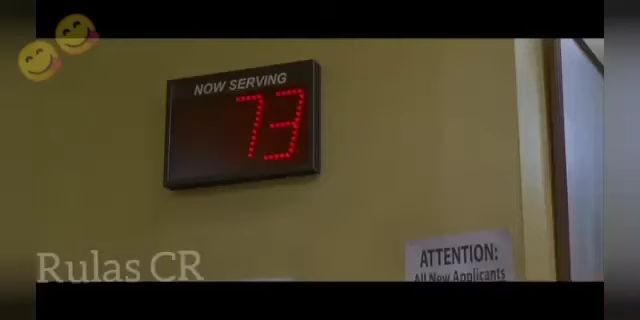 NOW SERVING
73
ATTENTION:
All New Applicants
Rulas CR